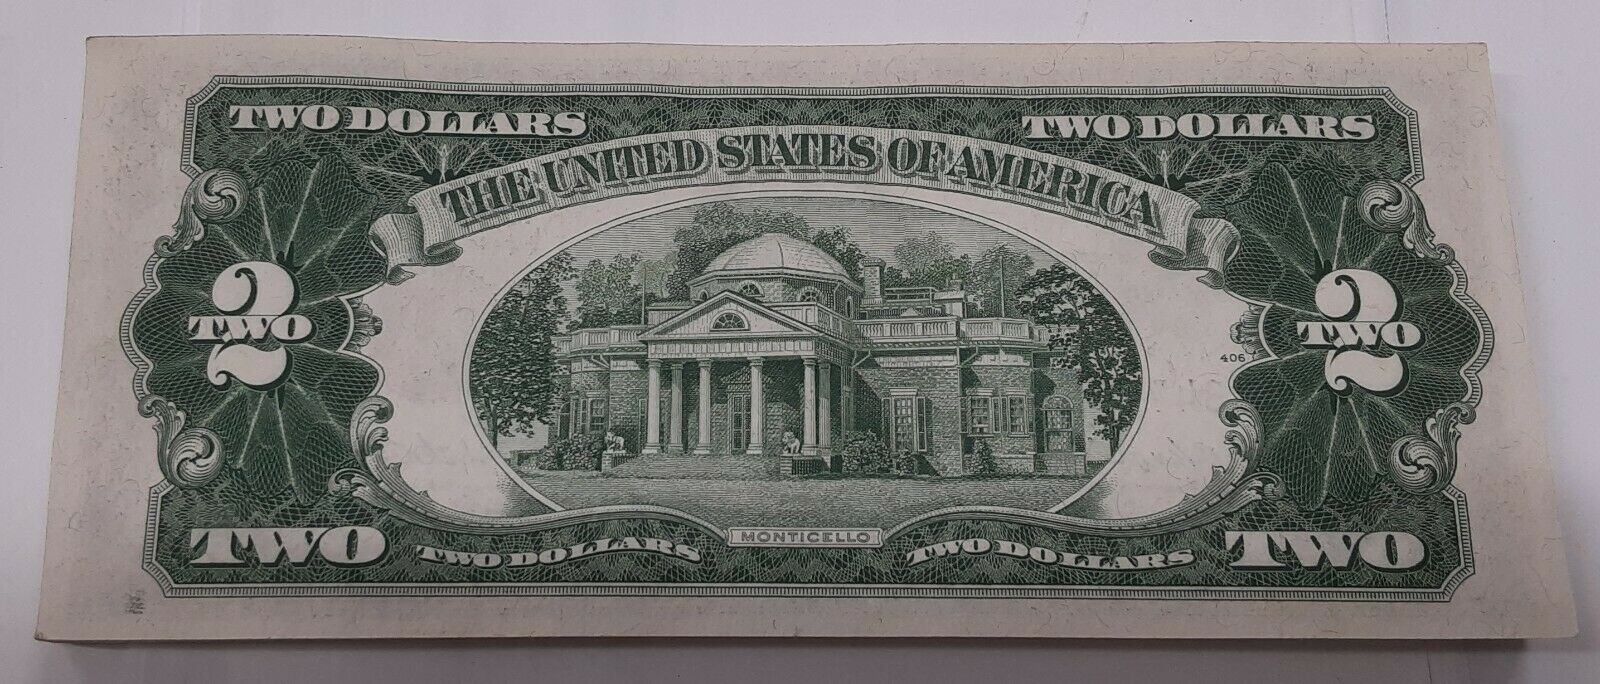 TWO DOLLARS TWO DOLLARS
THE UNITED STATES OF AMERICA
2 2
TWO TWO
406
MONTICELLO
TWO TWO DOLLARS TWO DOLLARS TWO